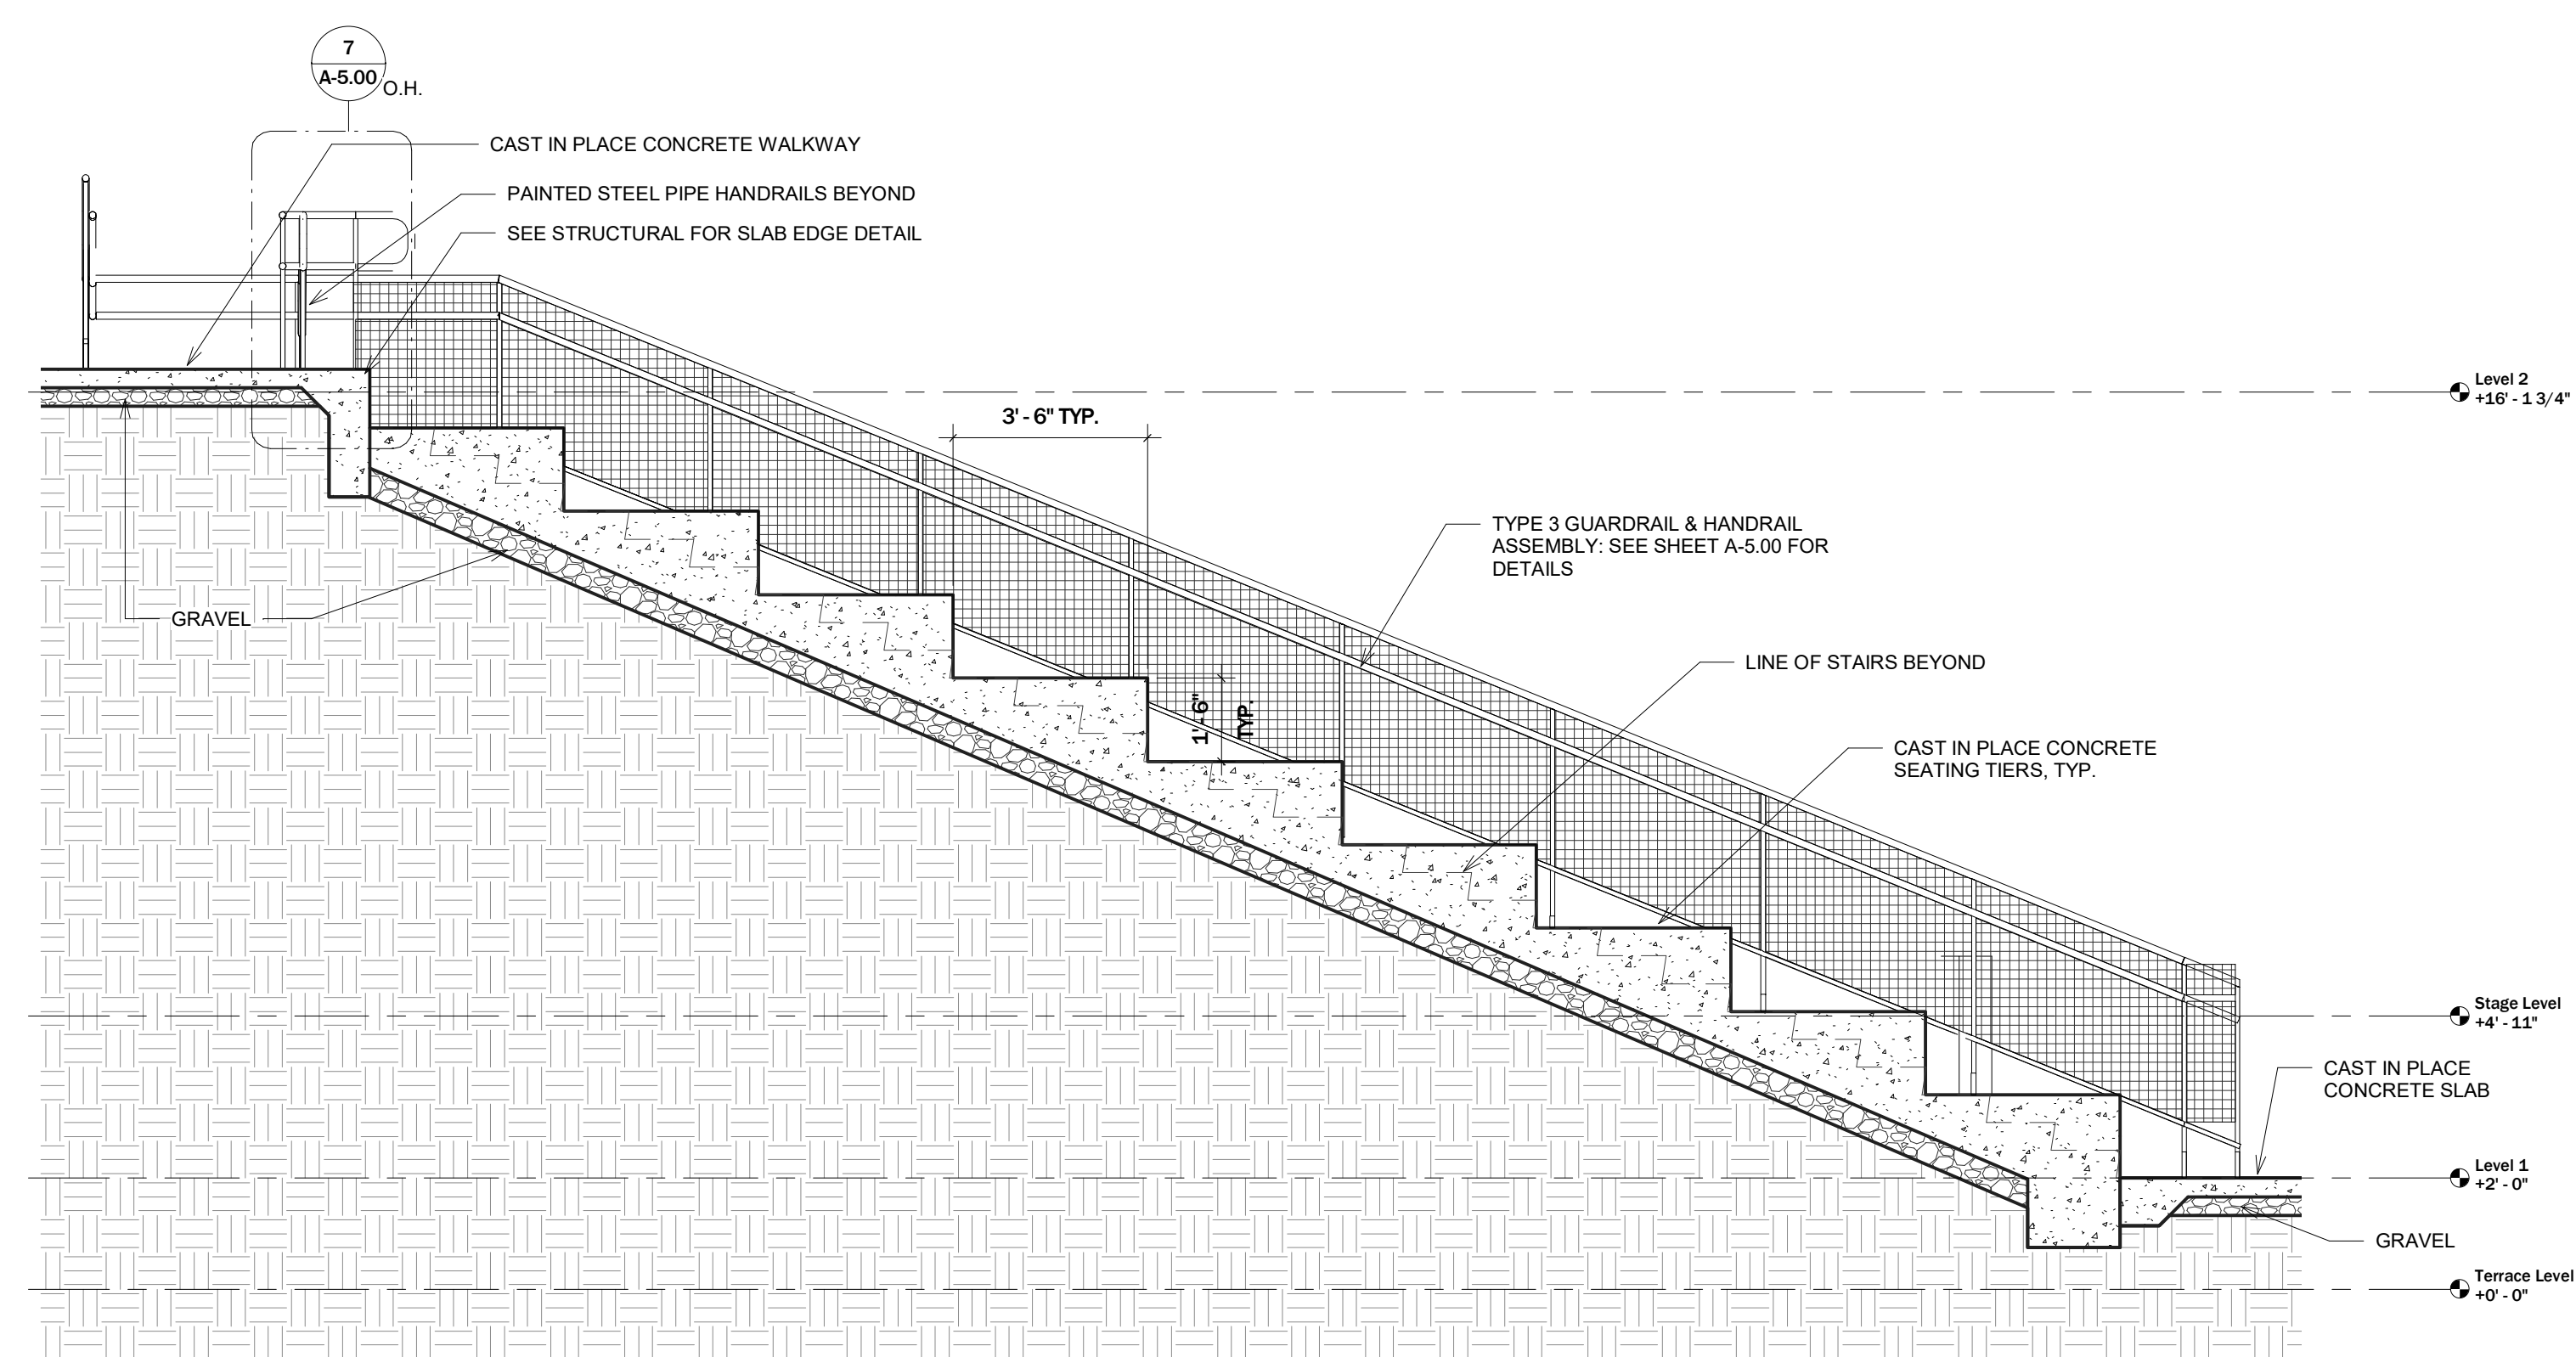 7
A-5.00
O.H.
CAST IN PLACE CONCRETE WALKWAY
PAINTED STEEL PIPE HANDRAILS BEYOND
SEE STRUCTURAL FOR SLAB EDGE DETAIL
Level 2
+16' - 1 3/4"
3' - 6" TYP.
TYPE 3 GUARDRAIL & HANDRAIL
ASSEMBLY: SEE SHEET A-5.00 FOR
DETAILS
GRAVEL
LINE OF STAIRS BEYOND
1' - 6"
TYP.
CAST IN PLACE CONCRETE
SEATING TIERS, TYP.
Stage Level
+4' - 11"
CAST IN PLACE
CONCRETE SLAB
Level 1
+2' - 0"
GRAVEL
Terrace Level
+0' - 0"